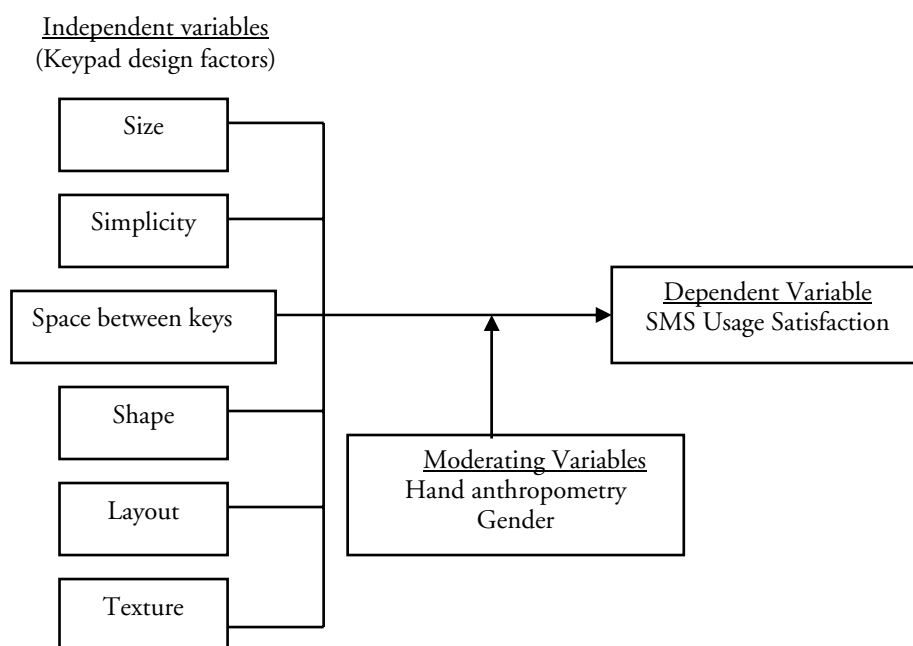 Independent variables
(Keypad design factors)
Size
Simplicity
Space between keys
Shape
Layout
Texture
Dependent Variable
SMS Usage Satisfaction
Moderating Variables
Hand anthropometry
Gender